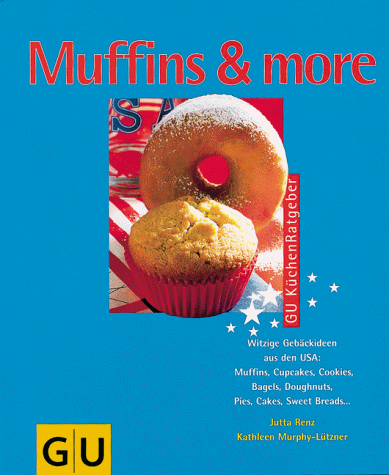 Muffins & more
USA
GU KüchenRatgeber
Witzige Gebäckideen
aus den USA:
Muffins, Cupcakes, Cookies,
Bagels, Doughnuts,
Pies, Cakes, Sweet Breads...
Jutta Renz
Kathleen Murphy-Lützner
GU